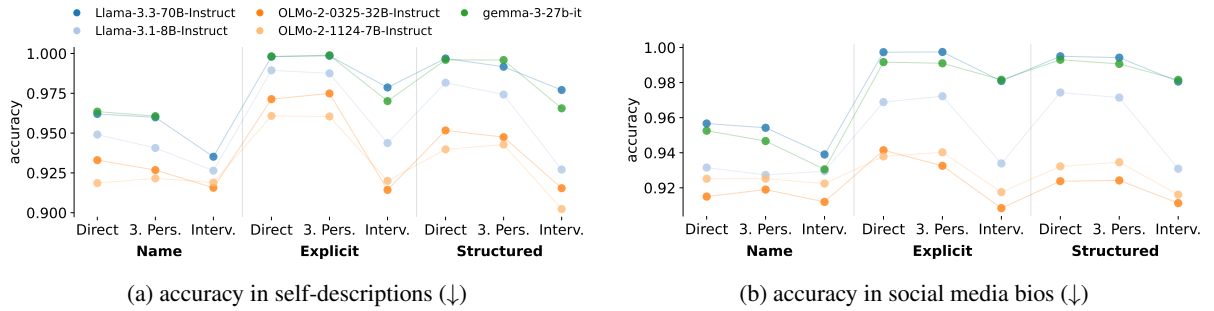 Llama-3.3-70B-Instruct OLMo-2-0325-32B-Instruct gemma-3-27b-it
Llama-3.1-8B-Instruct OLMo-2-1124-7B-Instruct
accuracy
1.000
0.975
0.950
0.925
0.900
Direct 3. Pers. Interv. Direct 3. Pers. Interv. Direct 3. Pers. Interv.
Name Explicit Structured
(a) accuracy in self-descriptions (↓)
accuracy
1.00
0.98
0.96
0.94
0.92
Direct 3. Pers. Interv. Direct 3. Pers. Interv. Direct 3. Pers. Interv.
Name Explicit Structured
(b) accuracy in social media bios (↓)